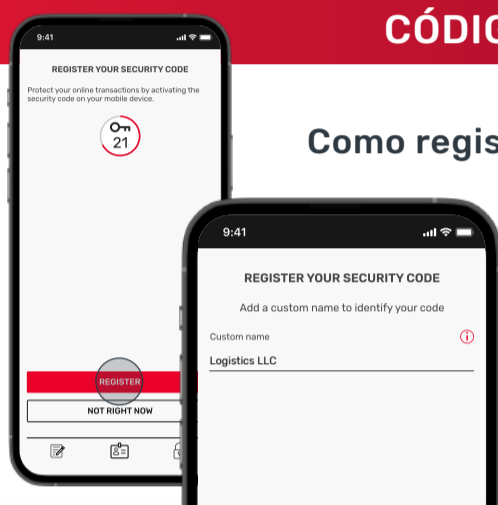 CÓDIG
Como regis
9:41
REGISTER YOUR SECURITY CODE
Protect your online transactions by activating the
security code on your mobile device.
21
REGISTER
NOT RIGHT NOW
9:41
REGISTER YOUR SECURITY CODE
Add a custom name to identify your code
Custom name
Logistics LLC